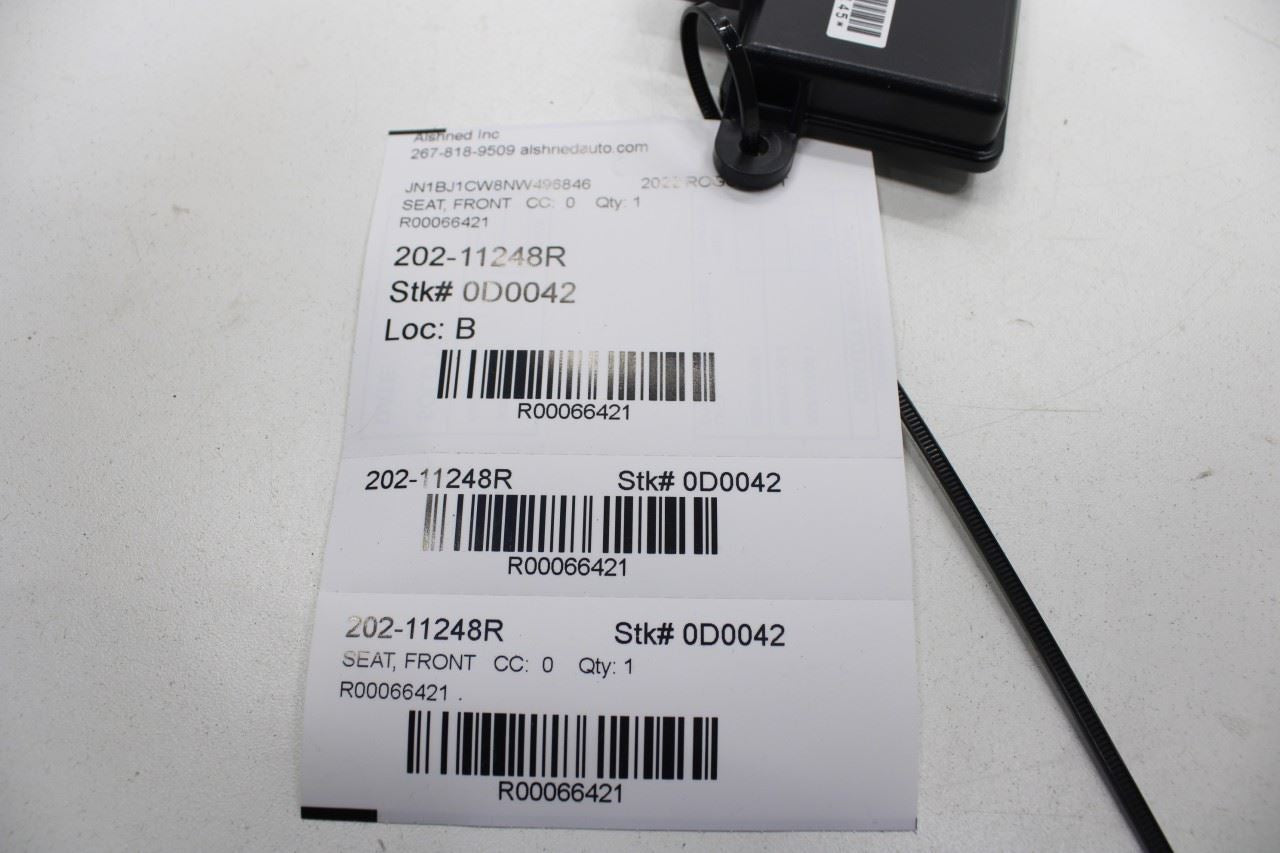 45*
Alshned Inc
267-818-9509 alshnedauto.com
JN1BJ1CW8NW496846 2022
SEAT, FRONT CC: 0 Qty: 1
R00066421
202-11248R
Stk# 0D0042
Loc: B
R00066421
202-11248R Stk# 0D0042
R00066421
202-11248R Stk# 0D0042
SEAT, FRONT CC: 0 Qty: 1
R00066421 .
R00066421